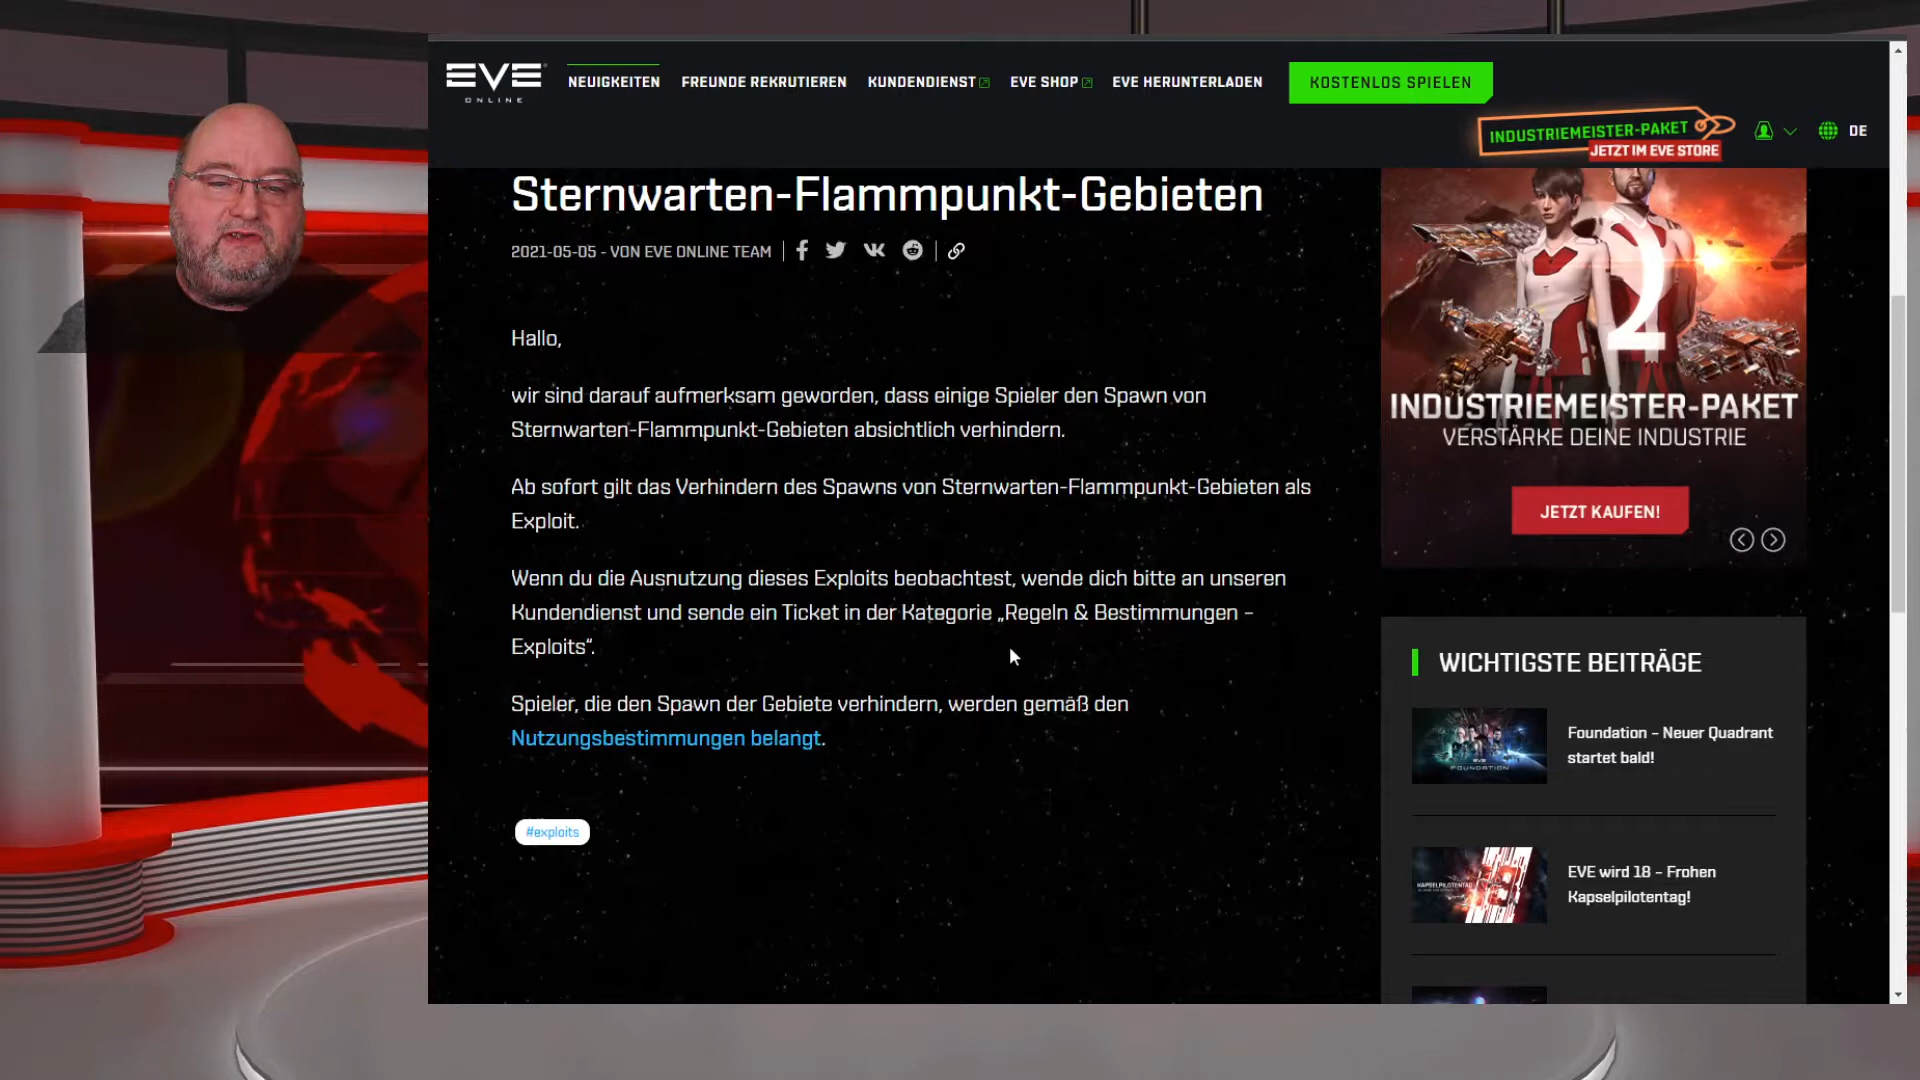 EVE
ONLINE
NEUIGKEITEN
FREUNDE REKRUTIEREN
KUNDENDIENST
EVE SHOP
EVE HERUNTERLADEN
KOSTENLOS SPIELEN
INDUSTRIEMEISTER-PAKET
JETZT IM EVE STORE
DE
Sternwarten-Flammpunkt-Gebieten
2021-05-05 - VON EVE ONLINE TEAM
Hallo,
wir sind darauf aufmerksam geworden, dass einige Spieler den Spawn von
Sternwarten-Flammpunkt-Gebieten absichtlich verhindern.
Ab sofort gilt das Verhindern des Spawns von Sternwarten-Flammpunkt-Gebieten als
Exploit.
Wenn du die Ausnutzung dieses Exploits beobachtest, wende dich bitte an unseren
Kundendienst und sende ein Ticket in der Kategorie „Regeln & Bestimmungen –
Exploits“.
Spieler, die den Spawn der Gebiete verhindern, werden gemäß den
Nutzungsbestimmungen belangt.
#exploits
2
INDUSTRIEMEISTER-PAKET
VERSTÄRKE DEINE INDUSTRIE
JETZT KAUFEN!
WICHTIGSTE BEITRÄGE
EVE
FOUNDATION
Foundation – Neuer Quadrant
startet bald!
KAPSELPILOTENTAG
EVE wird 18 – Frohen
Kapselpilotentag!